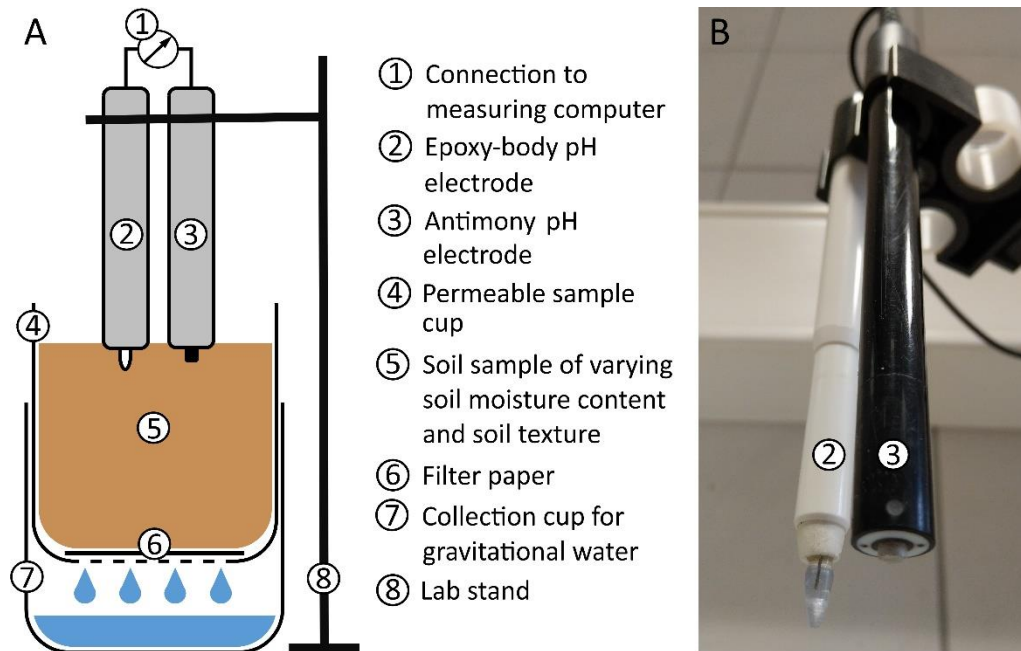 A
①
②
③
④
⑤
⑥
⑦
⑧
① Connection to
measuring computer
② Epoxy-body pH
electrode
③ Antimony pH
electrode
④ Permeable sample
cup
⑤ Soil sample of varying
soil moisture content
and soil texture
⑥ Filter paper
⑦ Collection cup for
gravitational water
⑧ Lab stand
B
②
③